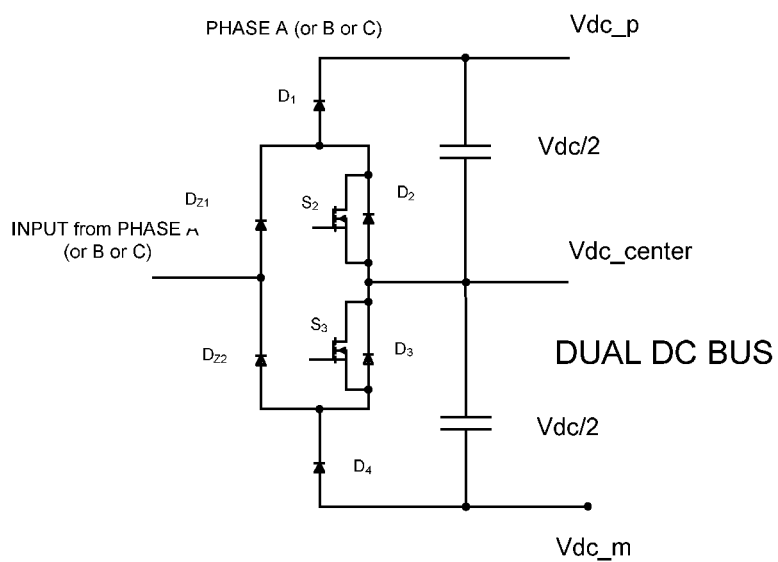 PHASE A (or B or C)
Vdc_p
D1
Vdc/2
DZ1
S2
D2
INPUT from PHASE A
(or B or C)
Vdc_center
S3
DZ2
D3
DUAL DC BUS
Vdc/2
D4
Vdc_m